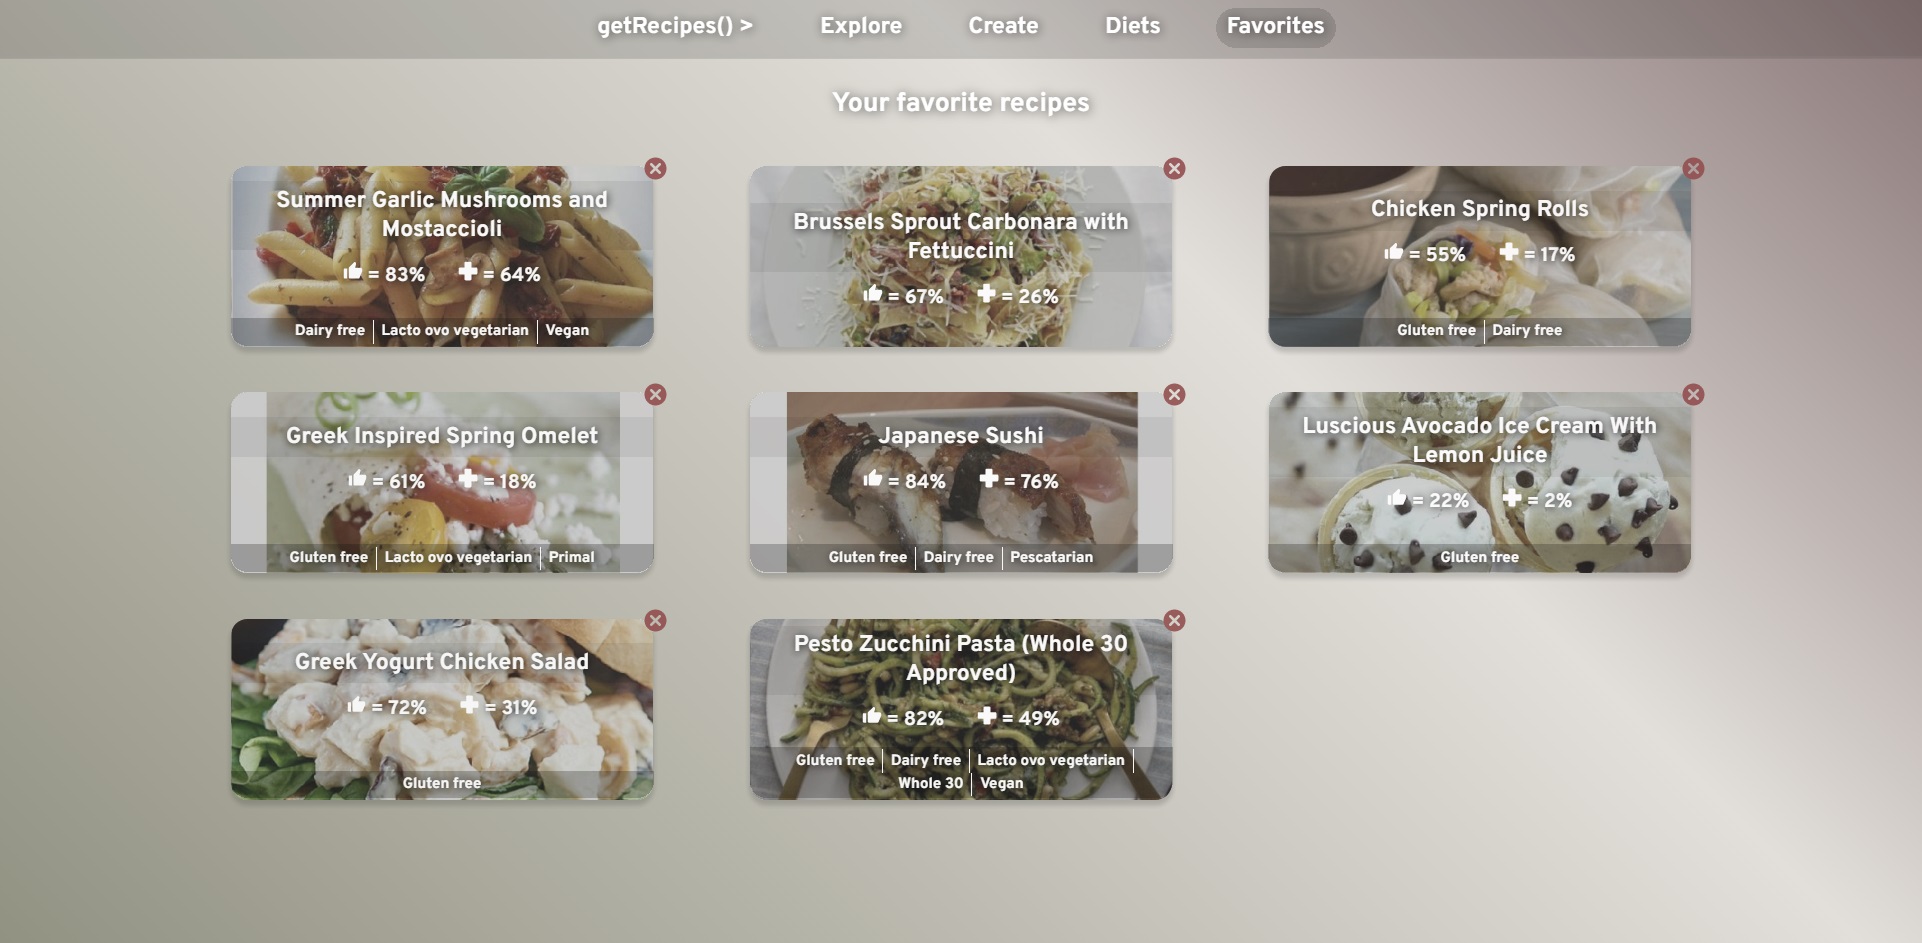 getRecipes() > Explore Create Diets Favorites
Your favorite recipes
Summer Garlic Mushrooms and
Mostaccioli
= 83% = 64%
Dairy free Lacto ovo vegetarian Vegan
Brussels Sprout Carbonara with
Fettuccini
= 67% = 26%
Chicken Spring Rolls
= 55% = 17%
Gluten free Dairy free
Greek Inspired Spring Omelet
= 61% = 18%
Gluten free Lacto ovo vegetarian Primal
Japanese Sushi
= 84% = 76%
Gluten free Dairy free Pescatarian
Luscious Avocado Ice Cream With
Lemon Juice
= 22% = 2%
Gluten free
Greek Yogurt Chicken Salad
= 72% = 31%
Gluten free
Pesto Zucchini Pasta (Whole 30
Approved)
= 82% = 49%
Gluten free Dairy free Lacto ovo vegetarian
Whole 30 Vegan